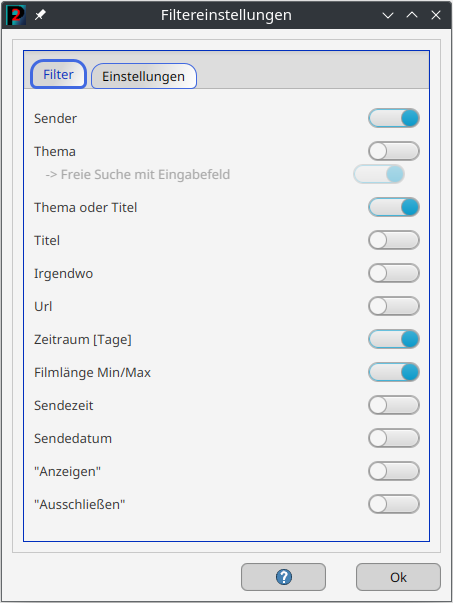 Filtereinstellungen
Filter
Einstellungen
Sender
Thema
-> Freie Suche mit Eingabefeld
Thema oder Titel
Titel
Irgendwo
Url
Zeitraum [Tage]
Filmlänge Min/Max
Sendezeit
Sendedatum
"Anzeigen"
"Ausschließen"
?
Ok